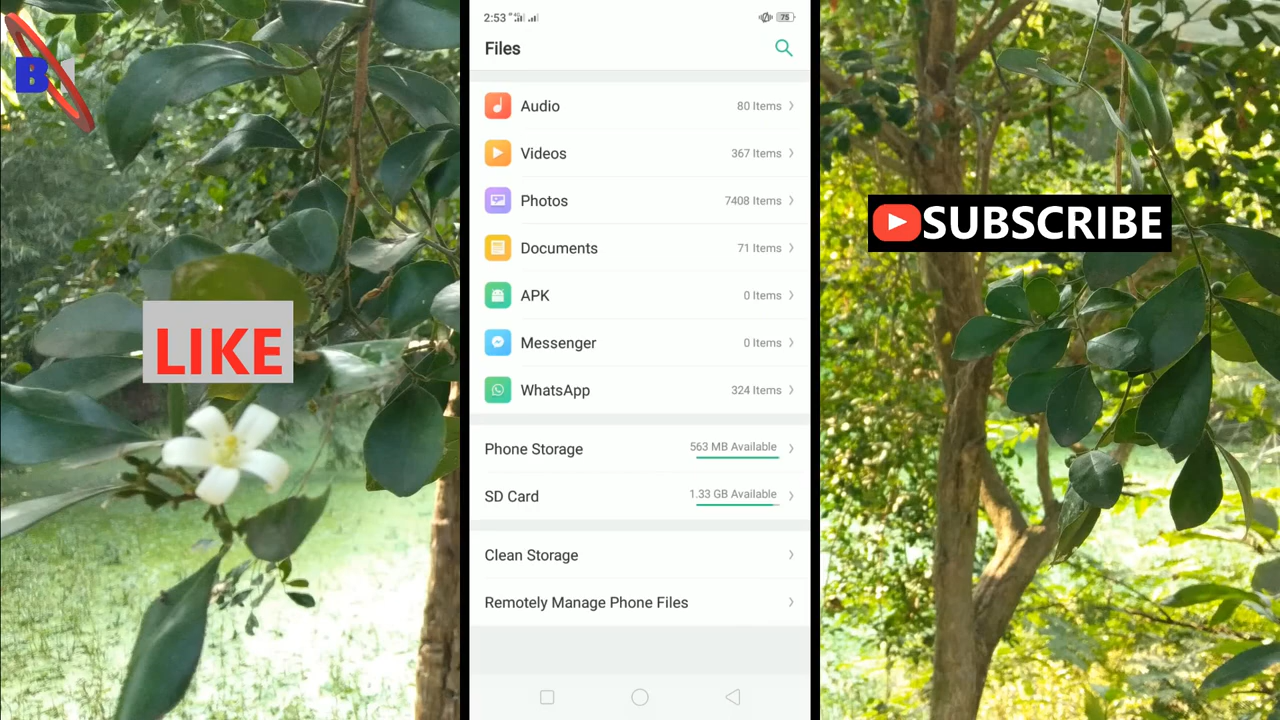 B1
LIKE
2:53
75
Files
Audio 80 Items
Videos 367 Items
Photos 7408 Items
Documents 71 Items
APK 0 Items
Messenger 0 Items
WhatsApp 324 Items
Phone Storage 563 MB Available
SD Card 1.33 GB Available
Clean Storage
Remotely Manage Phone Files
SUBSCRIBE